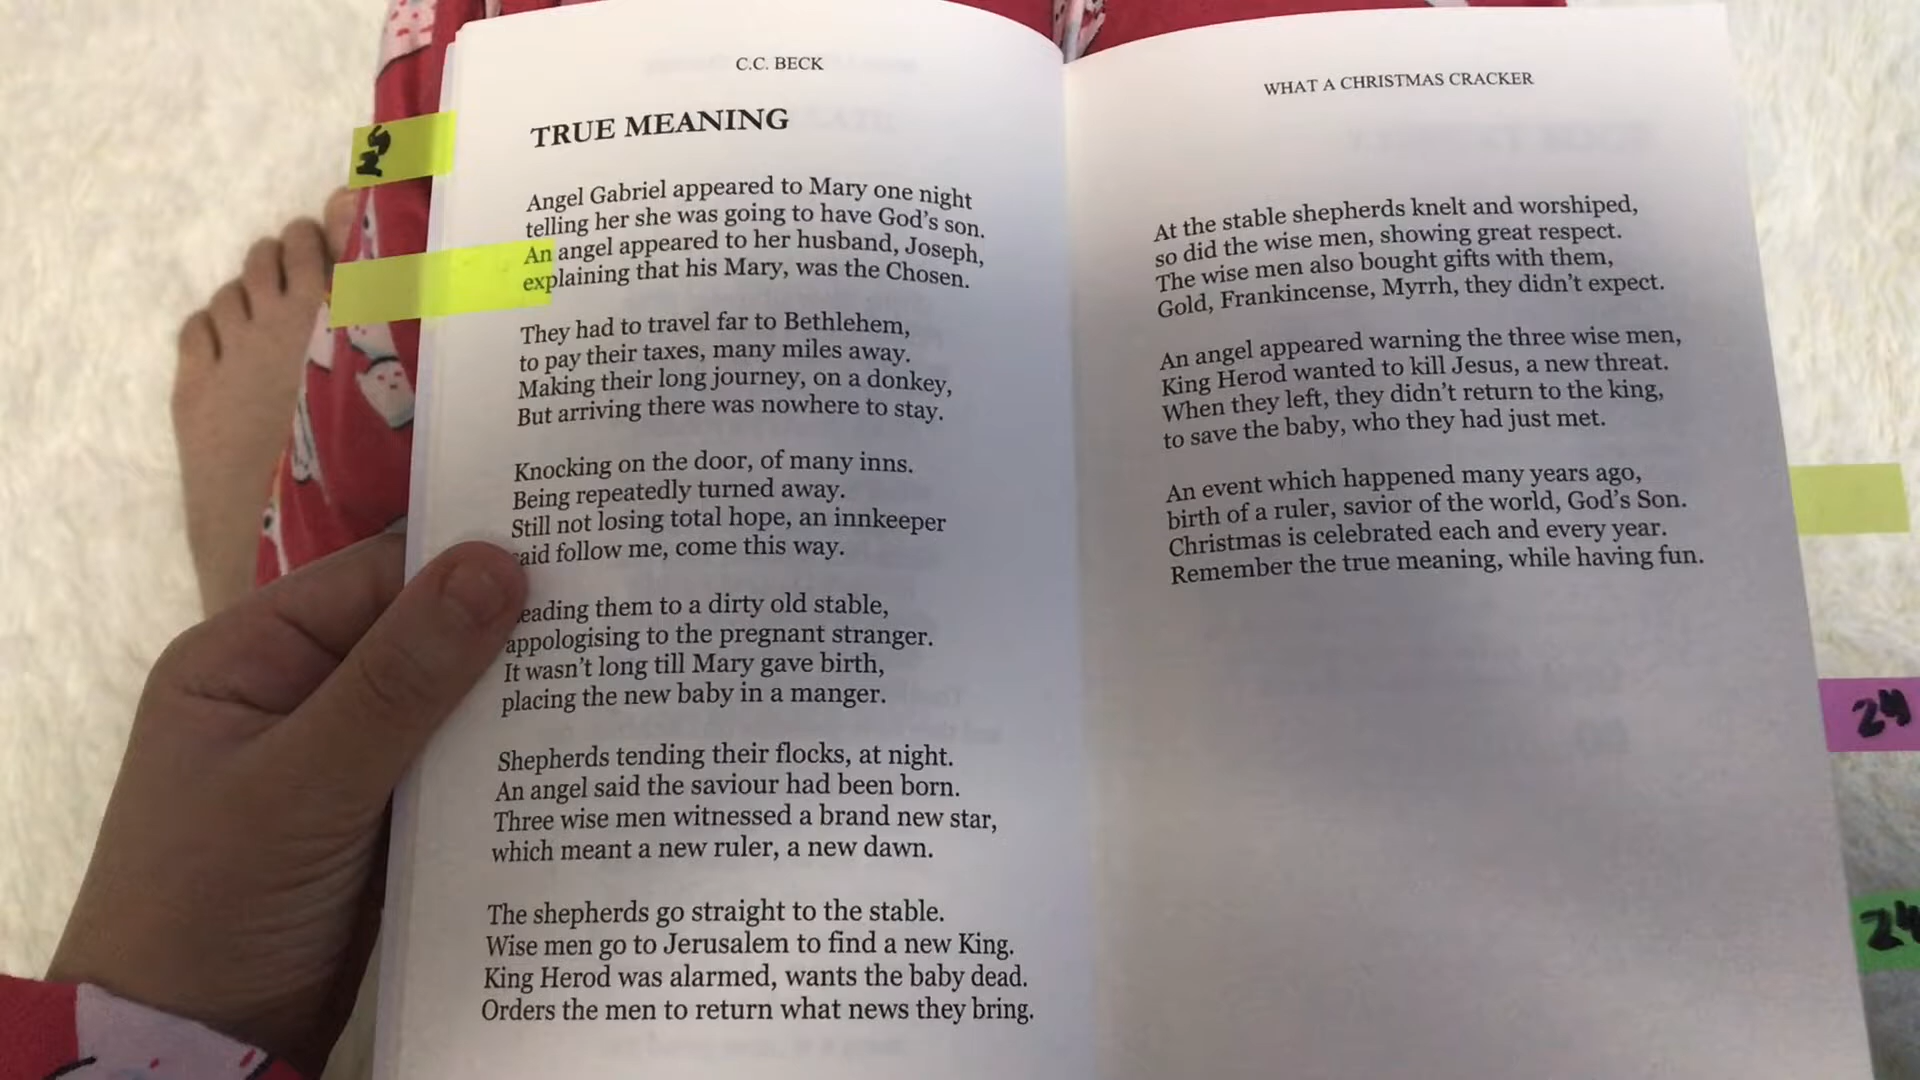 C.C. BECK
TRUE MEANING
Angel Gabriel appeared to Mary one night
telling her she was going to have God's son.
An angel appeared to her husband, Joseph,
explaining that his Mary, was the Chosen.
They had to travel far to Bethlehem,
to pay their taxes, many miles away.
Making their long journey, on a donkey,
But arriving there was nowhere to stay.
Knocking on the door, of many inns.
Being repeatedly turned away.
Still not losing total hope, an innkeeper
said follow me, come this way.
Leading them to a dirty old stable,
appologising to the pregnant stranger.
It wasn't long till Mary gave birth,
placing the new baby in a manger.
Shepherds tending their flocks, at night.
An angel said the saviour had been born.
Three wise men witnessed a brand new star,
which meant a new ruler, a new dawn.
The shepherds go straight to the stable.
Wise men go to Jerusalem to find a new King.
King Herod was alarmed, wants the baby dead.
Orders the men to return what news they bring.
WHAT A CHRISTMAS CRACKER
At the stable shepherds knelt and worshiped,
so did the wise men, showing great respect.
The wise men also bought gifts with them,
Gold, Frankincense, Myrrh, they didn't expect.
An angel appeared warning the three wise men,
King Herod wanted to kill Jesus, a new threat.
When they left, they didn't return to the king,
to save the baby, who they had just met.
An event which happened many years ago,
birth of a ruler, savior of the world, God's Son.
Christmas is celebrated each and every year.
Remember the true meaning, while having fun.
24
24